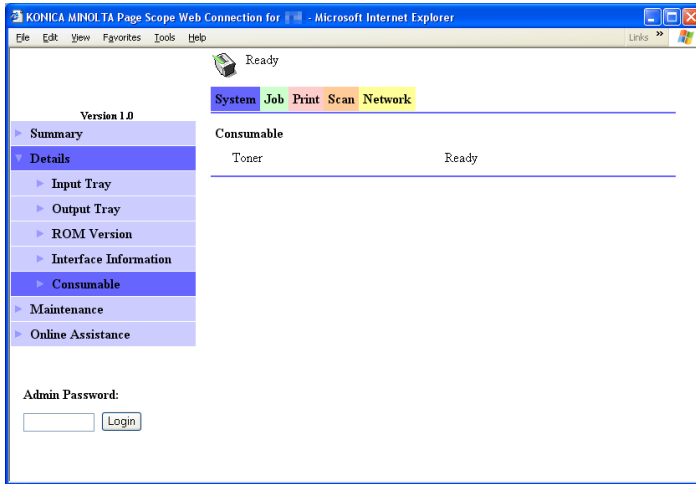 KONICA MINOLTA Page Scope Web Connection for - Microsoft Internet Explorer
File Edit View Favorites Tools Help
Links »
Ready
System Job Print Scan Network
Version 1.0
Summary
Details
Input Tray
Output Tray
ROM Version
Interface Information
Consumable
Maintenance
Online Assistance
Admin Password:
Login
Consumable
Toner Ready